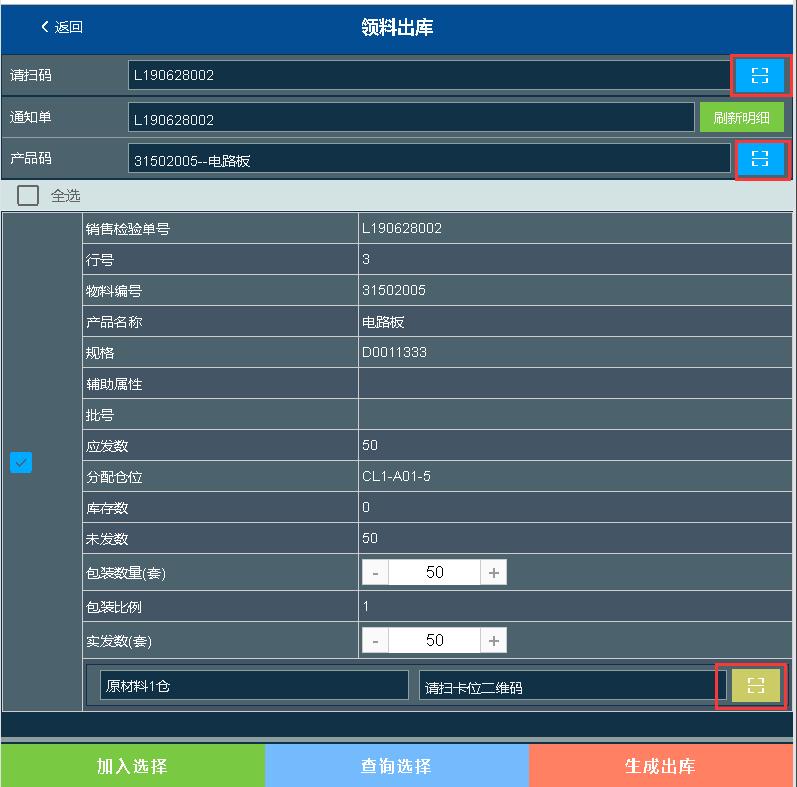 返回 领料出库
请扫码 L190628002
通知单 L190628002 刷新明细
产品码 31502005--电路板
全选
销售检验单号 L190628002
行号 3
物料编号 31502005
产品名称 电路板
规格 D0011333
辅助属性
批号
应发数 50
分配仓位 CL1-A01-5
库存数 0
未发数 50
包装数量(套) - 50 +
包装比例 1
实发数(套) - 50 +
原材料1仓 请扫卡位二维码
加入选择 查询选择 生成出库